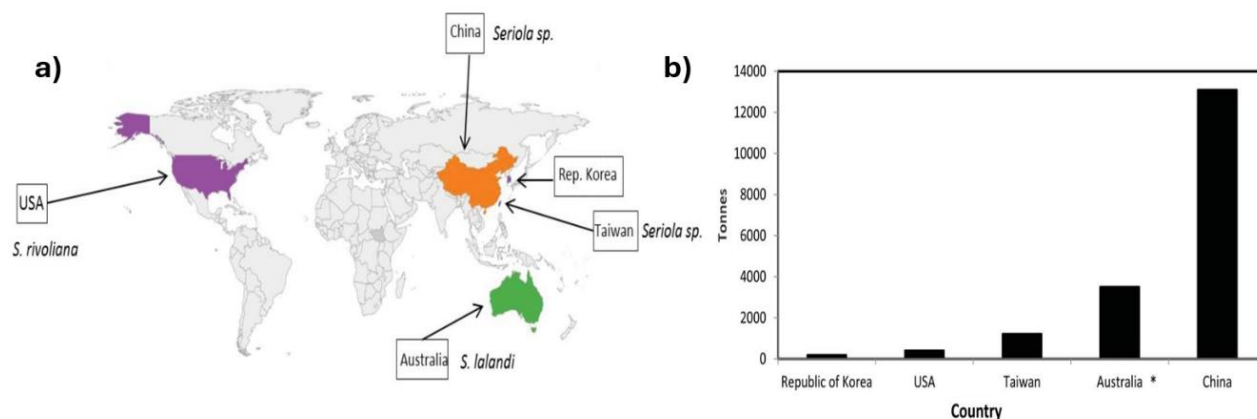 a)
China Seriola sp.
USA
S. rivoliana
Rep. Korea
Taiwan Seriola sp.
Australia S. lalandi
b)
14000
12000
10000
8000
6000
4000
2000
0
Tonnes
Republic of Korea USA Taiwan Australia * China
Country